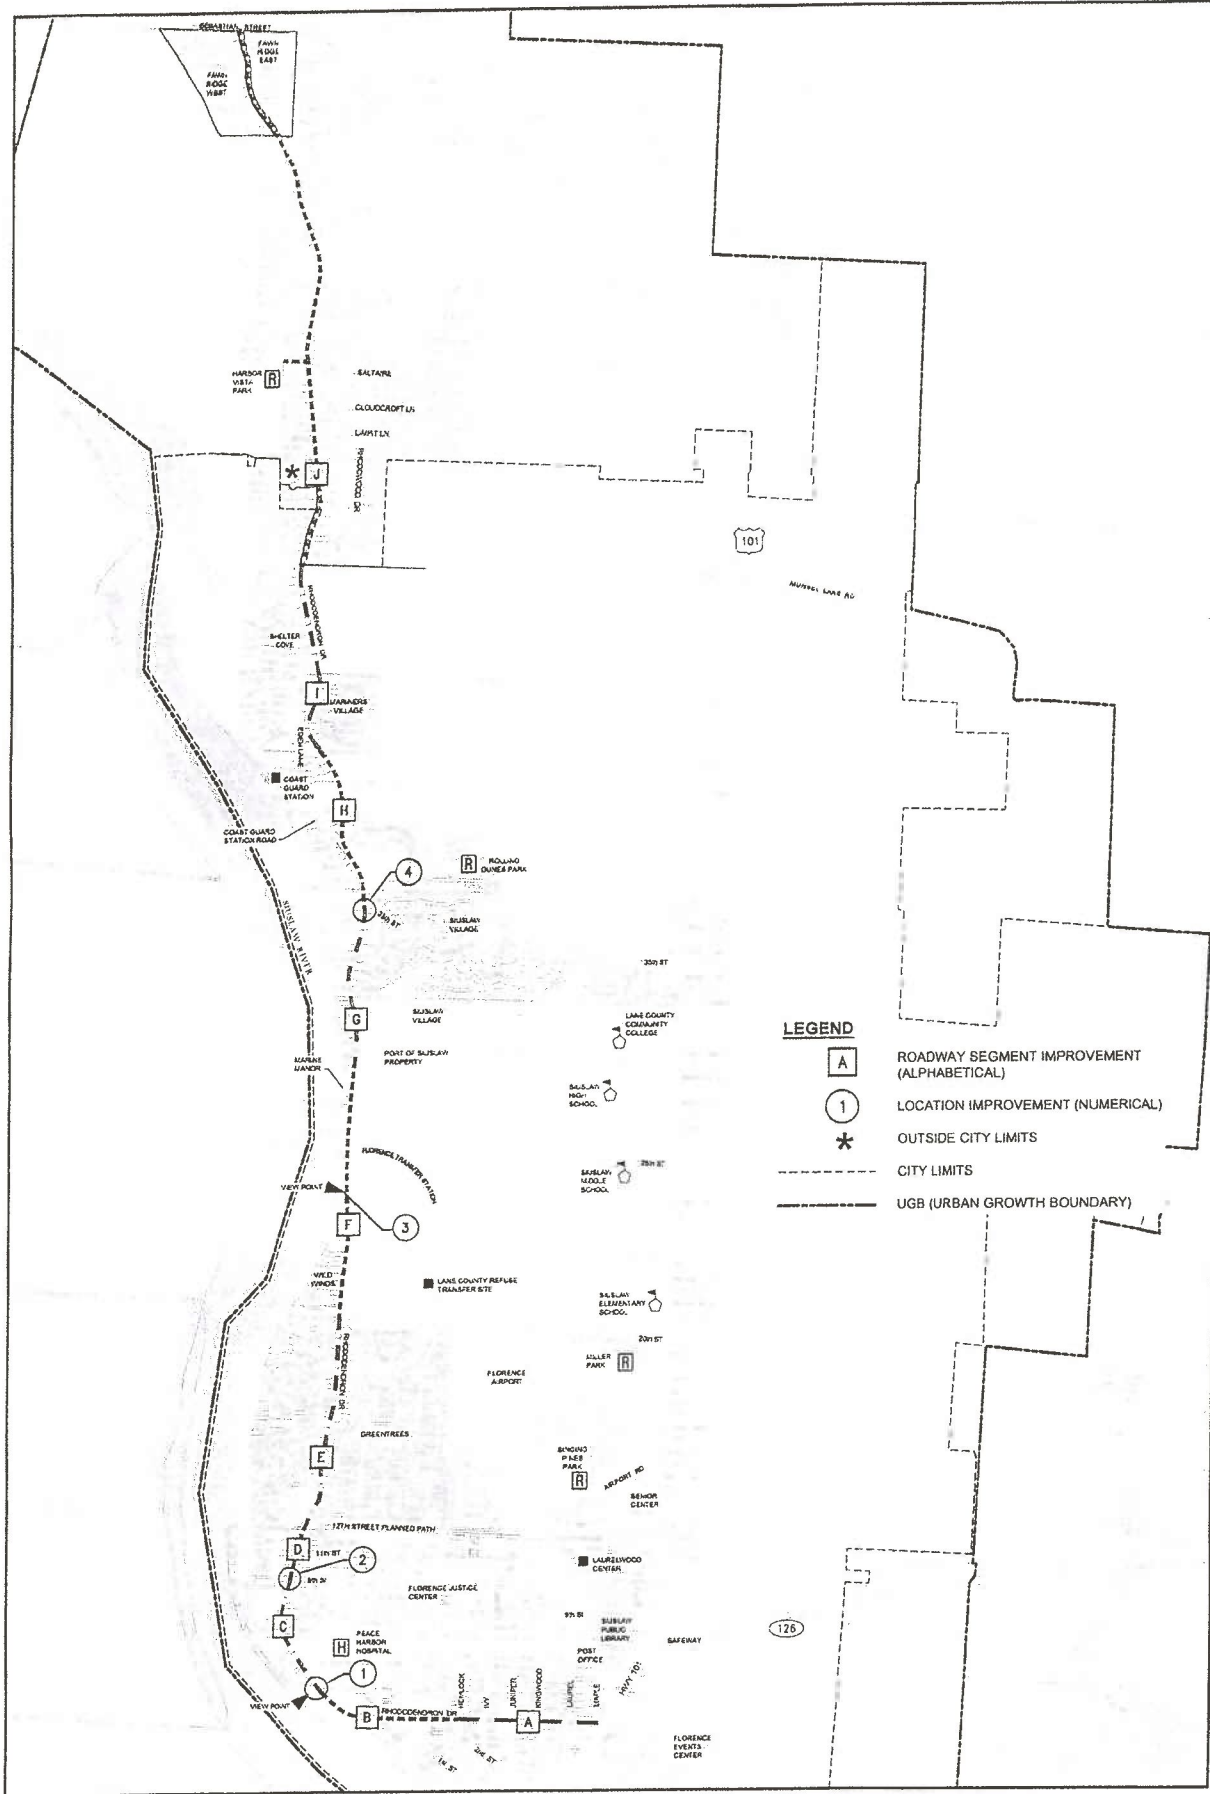 SEBASTIAN STREET
FAWN
RIDGE
EAST
FAWN
RIDGE
WEST
HARBOR
VISTA
PARK
R
SALTAIRE
CLOUDCROFT LN
*
J
RHODOWOOD DR
101
MUNSEL LAKE RD
RHODODENDRON DR
SHELTER
COVE
I
MARINERS
VILLAGE
COAST
GUARD
STATION
H
COAST GUARD
STATION ROAD
4
R
ROLLING
DUNES PARK
35th ST
SIUSLAW
VILLAGE
SIUSLAW RIVER
35th ST
G
SIUSLAW
VILLAGE
LANE COUNTY
COMMUNITY
COLLEGE
MARINE
MANOR
PORT OF SIUSLAW
PROPERTY
SIUSLAW
HIGH
SCHOOL
LEGEND
A
ROADWAY SEGMENT IMPROVEMENT
(ALPHABETICAL)
1
LOCATION IMPROVEMENT (NUMERICAL)
*
OUTSIDE CITY LIMITS
CITY LIMITS
UGB (URBAN GROWTH BOUNDARY)
FLORENCE TRANSFER STATION
SIUSLAW
MIDDLE
SCHOOL
VIEW POINT
F
3
WILD
WINDS
LANE COUNTY REFUSE
TRANSFER SITE
SIUSLAW
ELEMENTARY
SCHOOL
20th ST
MILLER
PARK
R
RHODODENDRON DR
FLORENCE
AIRPORT
GREENTREES
E
SINGING
PINES
PARK
R
AIRPORT RD
SENIOR
CENTER
12TH STREET PLANNED PATH
D
11th ST
2
9th St
LAURELWOOD
CENTER
FLORENCE JUSTICE
CENTER
C
9th St
SIUSLAW
PUBLIC
LIBRARY
126
H
PEACE
HARBOR
HOSPITAL
POST
OFFICE
SAFEWAY
1
HWY 101
VIEW POINT
B
RHODODENDRON DR
HEMLOCK
IVY
JUNIPER
KINGWOOD
LAUREL
MAPLE
A
1st ST
2nd ST
FLORENCE
EVENTS
CENTER